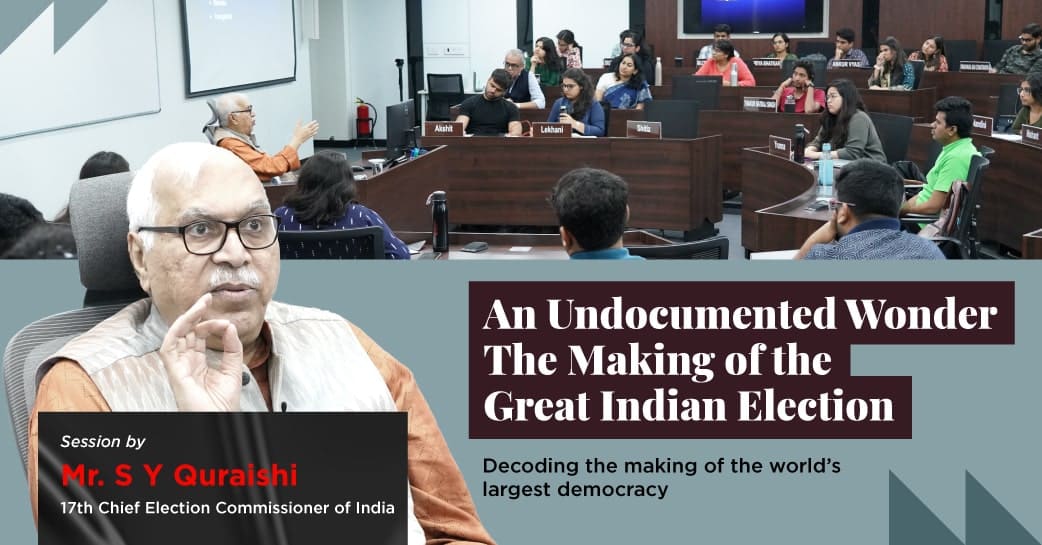 Akshit
Lekhani
Shitiz
An Undocumented Wonder
The Making of the
Great Indian Election
Decoding the making of the world’s
largest democracy
Session by
Mr. S Y Quraishi
17th Chief Election Commissioner of India